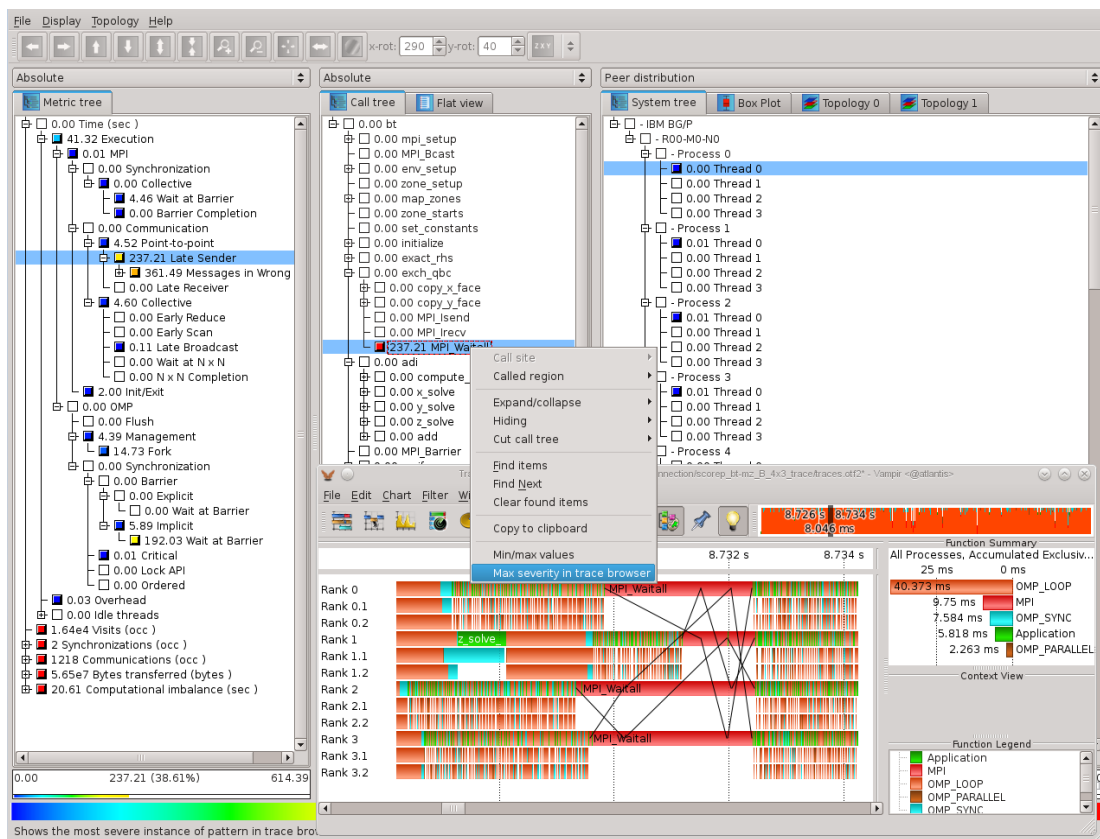 File Display Topology Help
x-rot: 290 y-rot: 40
Absolute
Metric tree
0.00 Time (sec )
41.32 Execution
0.01 MPI
0.00 Synchronization
0.00 Collective
4.46 Wait at Barrier
0.00 Barrier Completion
0.00 Communication
4.52 Point-to-point
237.21 Late Sender
361.49 Messages in Wrong
0.00 Late Receiver
4.60 Collective
0.00 Early Reduce
0.00 Early Scan
0.11 Late Broadcast
0.00 Wait at N x N
0.00 N x N Completion
2.00 Init/Exit
0.00 OMP
0.00 Flush
4.39 Management
14.73 Fork
0.00 Synchronization
0.00 Barrier
0.00 Explicit
0.00 Wait at Barrier
5.89 Implicit
192.03 Wait at Barrier
0.01 Critical
0.00 Lock API
0.00 Ordered
0.03 Overhead
0.00 Idle threads
1.64e4 Visits (occ )
2 Synchronizations (occ )
1218 Communications (occ )
5.65e7 Bytes transferred (bytes )
20.61 Computational imbalance (sec )
0.00 237.21 (38.61%) 614.39
Shows the most severe instance of pattern in trace bro
Absolute
Call tree Flat view
0.00 bt
0.00 mpi_setup
0.00 MPI_Bcast
0.00 env_setup
0.00 zone_setup
0.00 map_zones
0.00 zone_starts
0.00 set_constants
0.00 initialize
0.00 exact_rhs
0.00 exch_qbc
0.00 copy_x_face
0.00 copy_y_face
0.00 MPI_Isend
0.00 MPI_Irecv
237.21 MPI_Waitall
0.00 adi
0.00 compute_
0.00 x_solve
0.00 y_solve
0.00 z_solve
0.00 add
0.00 MPI_Barrier
Call site
Called region
Expand/collapse
Hiding
Cut call tree
Find items
Find Next
Clear found items
Copy to clipboard
Min/max values
Max severity in trace browser
Peer distribution
System tree Box Plot Topology 0 Topology 1
- IBM BG/P
- R00-M0-N0
- Process 0
0.00 Thread 0
0.00 Thread 1
0.00 Thread 2
0.00 Thread 3
- Process 1
0.01 Thread 0
0.00 Thread 1
0.00 Thread 2
0.00 Thread 3
- Process 2
0.01 Thread 0
0.00 Thread 1
0.00 Thread 2
0.00 Thread 3
- Process 3
0.01 Thread 0
0.00 Thread 1
0.00 Thread 2
0.00 Thread 3
- Process 4
Tra nnection/scorep_bt-mz_B_4x3_trace/traces.otf2* - Vampir <@atlantis>
File Edit Chart Filter Wi
8.726 s 8.734 s
8.046 ms
8.732 s 8.734 s
Rank 0 MPI_Waitall
Rank 0.1
Rank 0.2
Rank 1 z_solve_
Rank 1.1
Rank 1.2
Rank 2 MPI_Waitall
Rank 2.1
Rank 2.2
Rank 3 MPI_Waitall
Rank 3.1
Rank 3.2
Function Summary
All Processes, Accumulated Exclusiv...
25 ms 0 ms
40.373 ms OMP_LOOP
9.75 ms MPI
7.584 ms OMP_SYNC
5.818 ms Application
2.263 ms OMP_PARALLEL
Context View
Function Legend
Application
MPI
OMP_LOOP
OMP_PARALLEL
OMP_SYNC